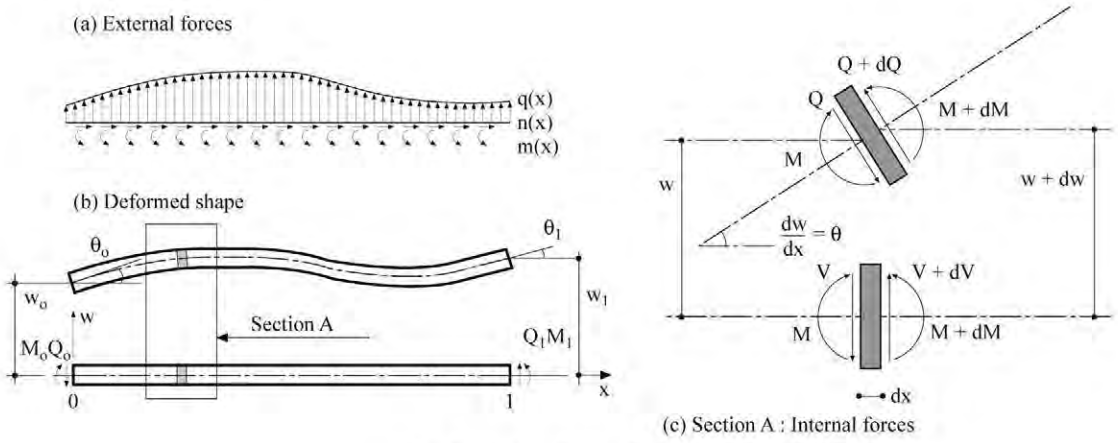 (a) External forces
q(x)
n(x)
m(x)
(b) Deformed shape
θo
θ1
wo
w
w1
Section A
MoQo
Q1M1
x
0
1
Q + dQ
Q
M + dM
M
w
w + dw
dw/dx = θ
V
V + dV
M
M + dM
dx
(c) Section A : Internal forces